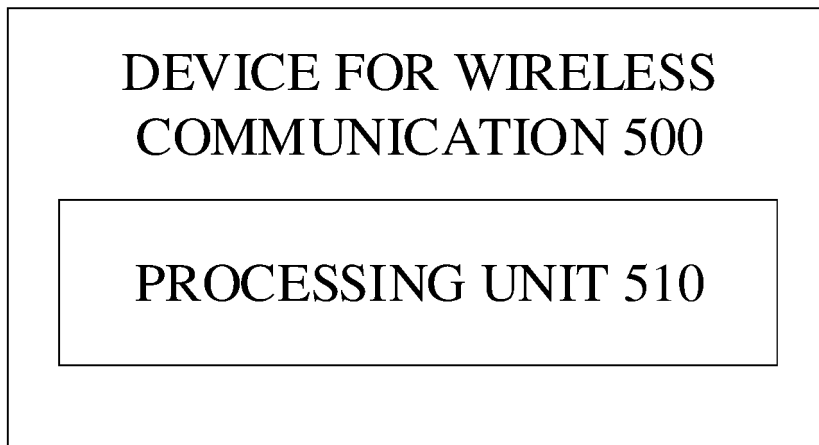 DEVICE FOR WIRELESS
COMMUNICATION 500
PROCESSING UNIT 510